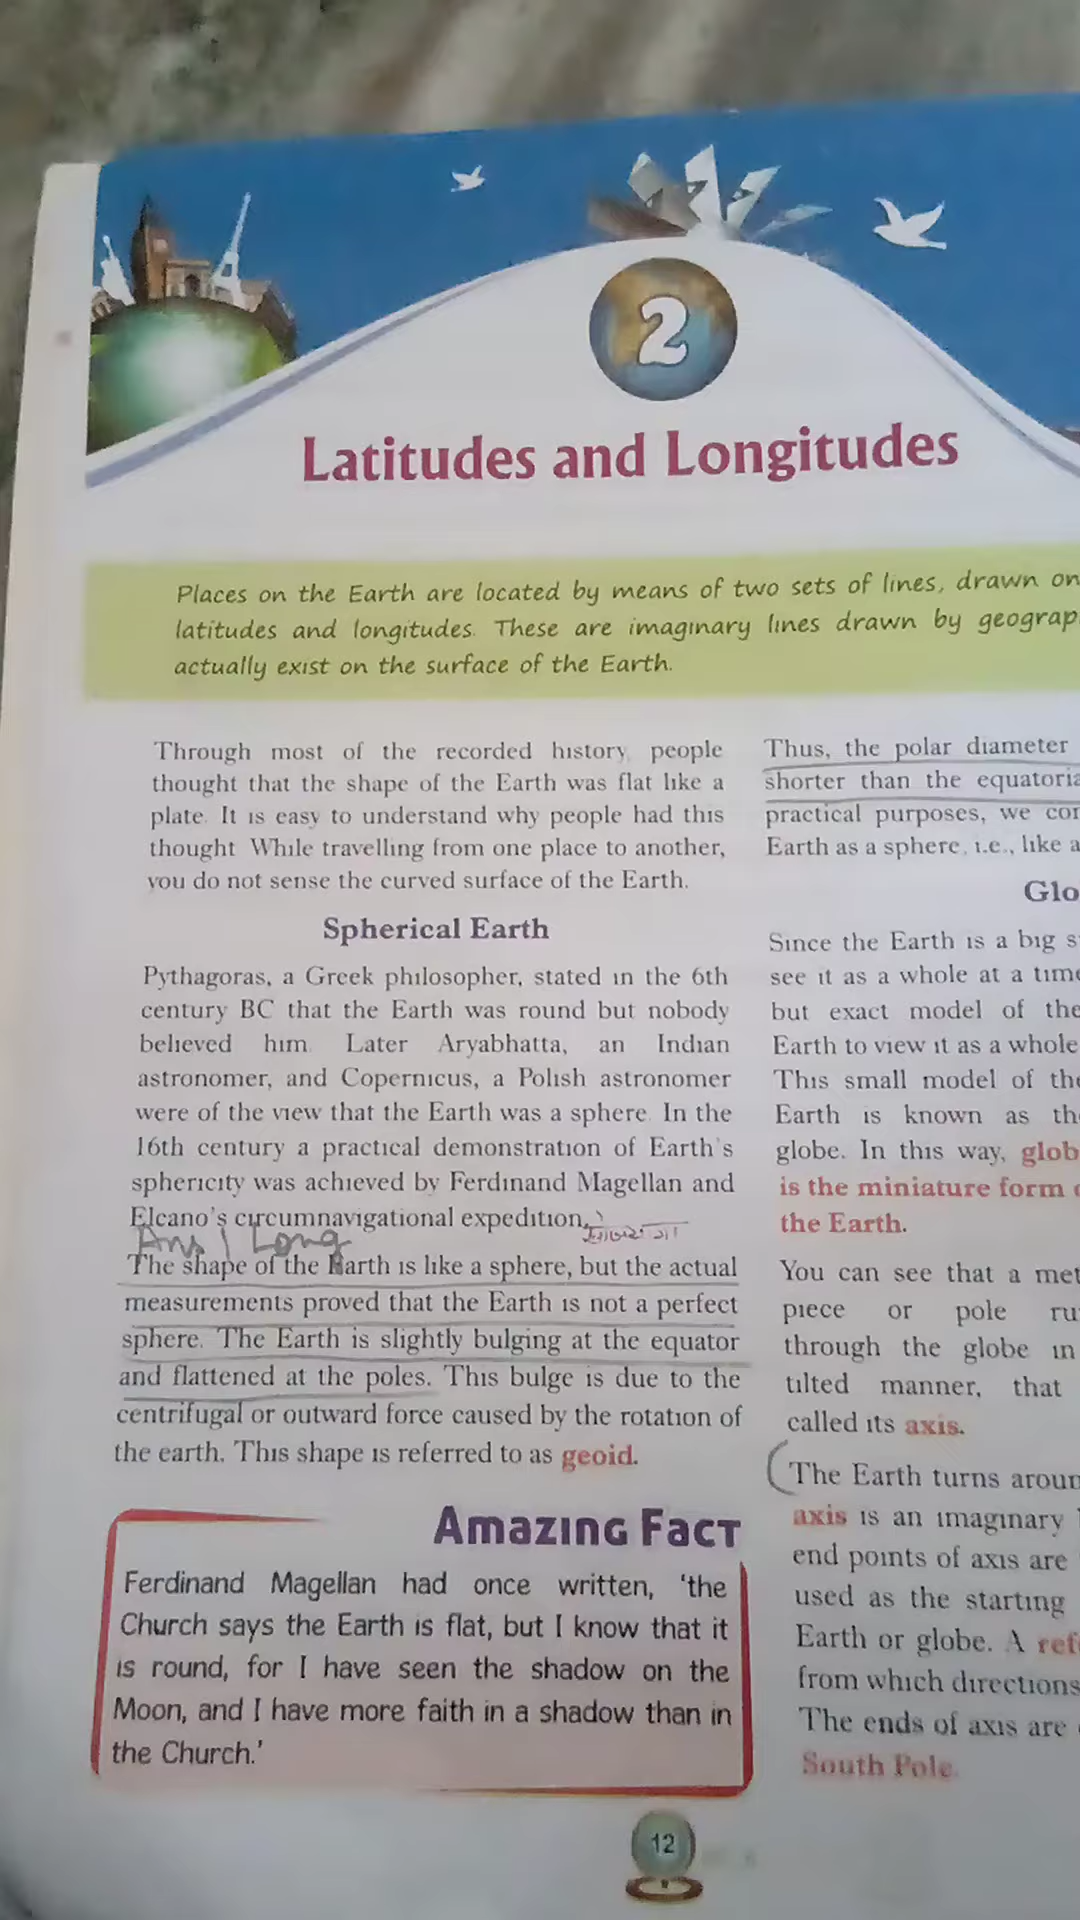 2
Latitudes and Longitudes
Places on the Earth are located by means of two sets of lines, drawn on
latitudes and longitudes. These are imaginary lines drawn by geograp
actually exist on the surface of the Earth.
Through most of the recorded history, people
thought that the shape of the Earth was flat like a
plate. It is easy to understand why people had this
thought. While travelling from one place to another,
you do not sense the curved surface of the Earth.
Spherical Earth
Pythagoras, a Greek philosopher, stated in the 6th
century BC that the Earth was round but nobody
believed him. Later Aryabhatta, an Indian
astronomer, and Copernicus, a Polish astronomer
were of the view that the Earth was a sphere. In the
16th century a practical demonstration of Earth's
sphericity was achieved by Ferdinand Magellan and
Elcano's circumnavigational expedition.
Ans 1 Long
The shape of the Earth is like a sphere, but the actual
measurements proved that the Earth is not a perfect
sphere. The Earth is slightly bulging at the equator
and flattened at the poles. This bulge is due to the
centrifugal or outward force caused by the rotation of
the earth. This shape is referred to as geoid.
Amazing Fact
Ferdinand Magellan had once written, 'the
Church says the Earth is flat, but I know that it
is round, for I have seen the shadow on the
Moon, and I have more faith in a shadow than in
the Church.'
Thus, the polar diameter
shorter than the equatoria
practical purposes, we con
Earth as a sphere, i.e., like a
Glo
Since the Earth is a big s
see it as a whole at a time
but exact model of the
Earth to view it as a whole
This small model of the
Earth is known as th
globe. In this way, glob
is the miniature form o
the Earth.
You can see that a met
piece or pole ru
through the globe in
tilted manner, that
called its axis.
The Earth turns aroun
axis is an imaginary
end points of axis are
used as the starting
Earth or globe. A ref
from which directions
The ends of axis are
South Pole.
12